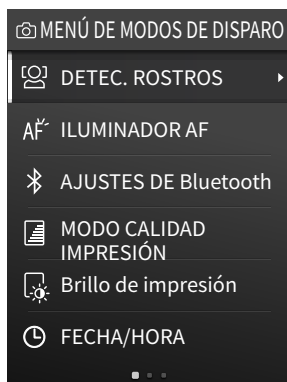 MENÚ DE MODOS DE DISPARO
DETEC. ROSTROS
AF ILUMINADOR AF
AJUSTES DE Bluetooth
MODO CALIDAD
IMPRESIÓN
Brillo de impresión
FECHA/HORA